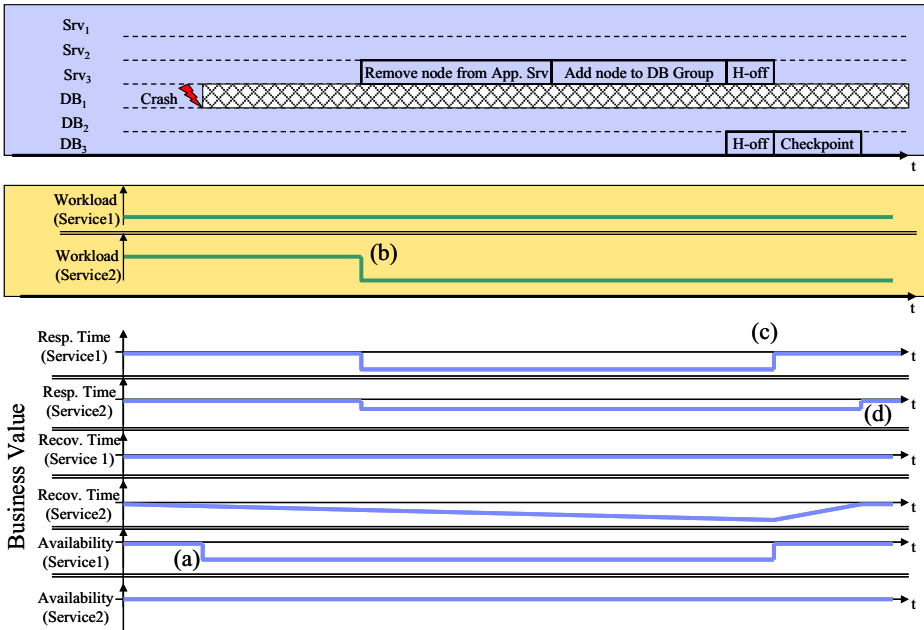 Srv1
Srv2
Srv3
Remove node from App. Srv
Add node to DB Group
H-off
Crash
DB1
DB2
DB3
H-off
Checkpoint
t
Workload
(Service1)
Workload
(Service2)
(b)
t
Business Value
Resp. Time
(Service1)
(c)
t
Resp. Time
(Service2)
(d)
t
Recov. Time
(Service 1)
t
Recov. Time
(Service2)
t
Availability
(Service1)
(a)
t
Availability
(Service2)
t